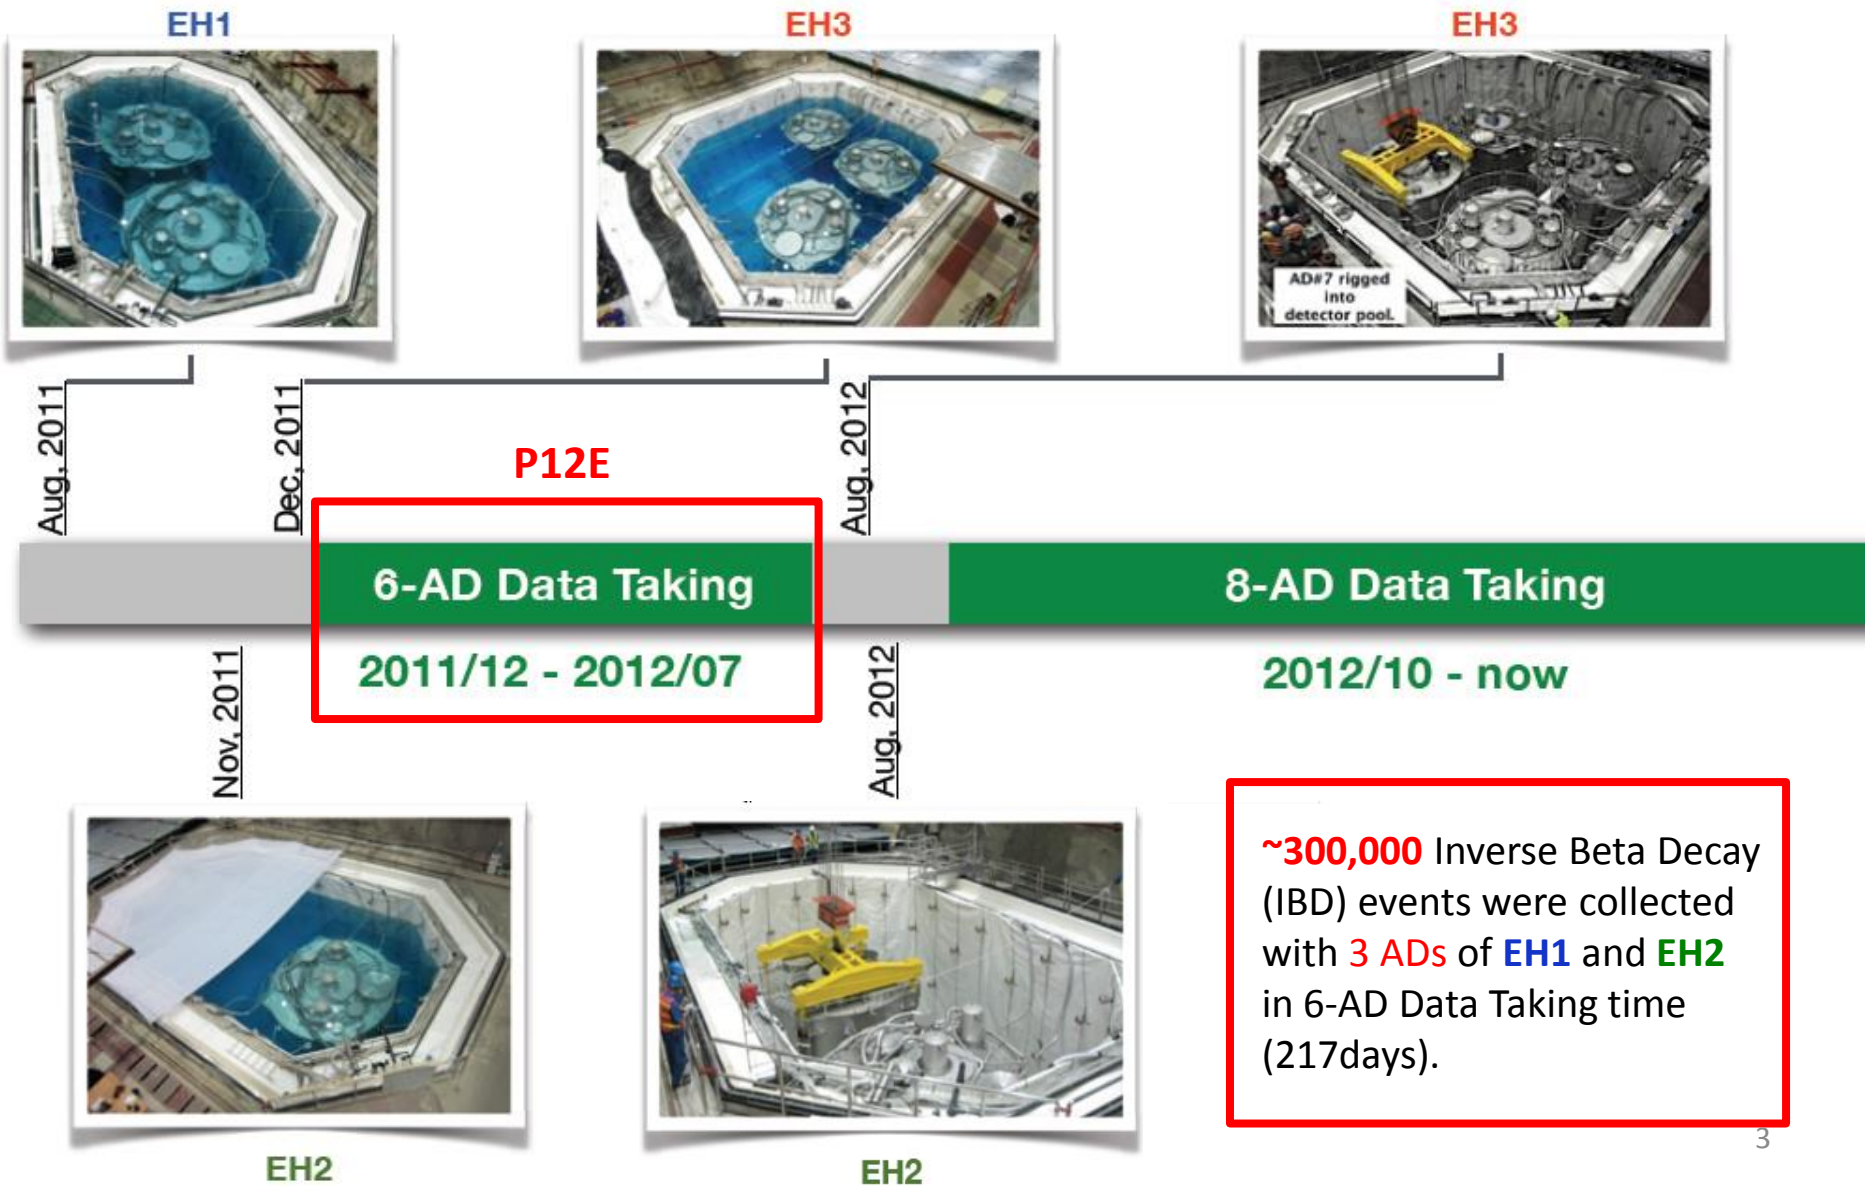 EH1
EH3
EH3
AD#7 rigged
into
detector pool.
Aug, 2011
Dec, 2011
Aug, 2012
P12E
6-AD Data Taking
8-AD Data Taking
2011/12 - 2012/07
2012/10 - now
Nov, 2011
Aug, 2012
~300,000 Inverse Beta Decay
(IBD) events were collected
with 3 ADs of EH1 and EH2
in 6-AD Data Taking time
(217days).
3
EH2
EH2